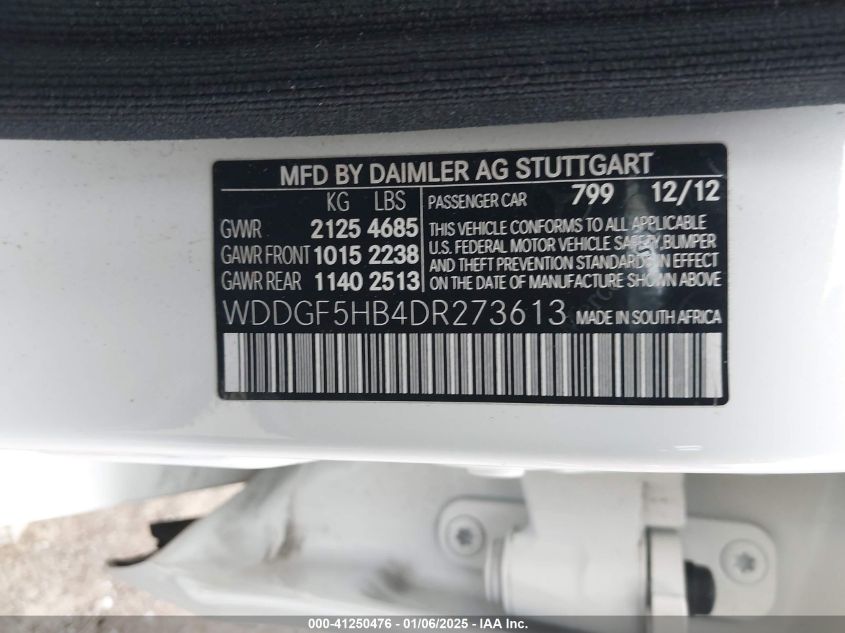 MFD BY DAIMLER AG STUTTGART
KG LBS
GVWR 2125 4685
GAWR FRONT 1015 2238
GAWR REAR 1140 2513
PASSENGER CAR 799 12/12
THIS VEHICLE CONFORMS TO ALL APPLICABLE
U.S. FEDERAL MOTOR VEHICLE SAFETY, BUMPER
AND THEFT PREVENTION STANDARDS IN EFFECT
ON THE DATE OF MANUFACTURE SHOWN ABOVE
WDDGF5HB4DR273613 MADE IN SOUTH AFRICA
000-41250476 - 01/06/2025 - IAA Inc.